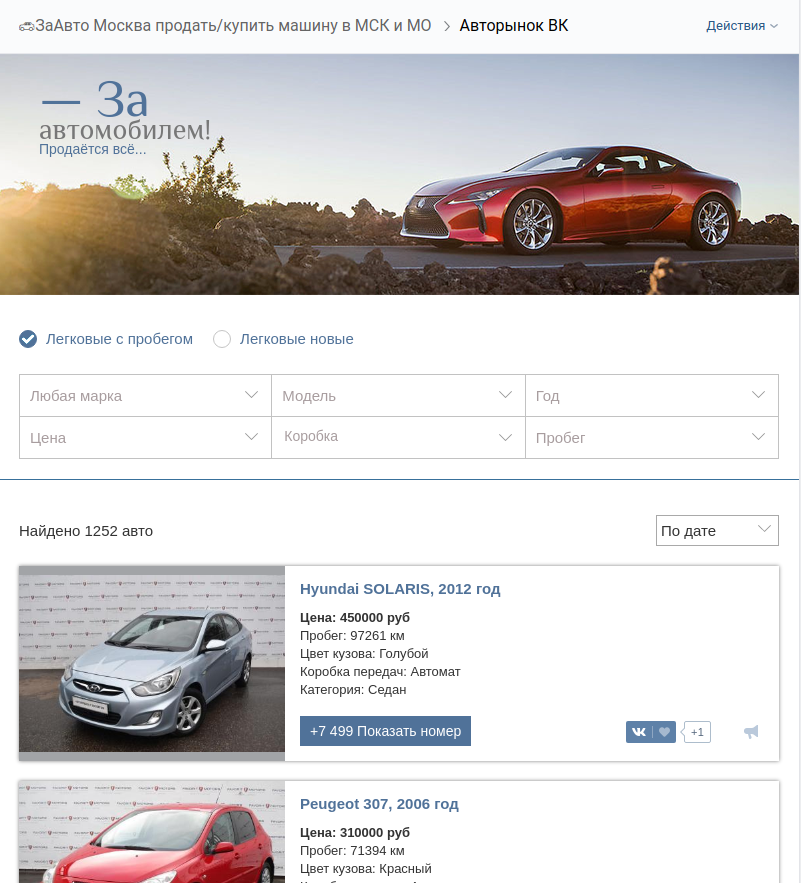 ЗаАвто Москва продать/купить машину в МСК и МО > Авторынок ВК Действия
— За
автомобилем!
Продаётся всё...
Легковые с пробегом Легковые новые
Любая марка Модель Год
Цена Коробка Пробег
Найдено 1252 авто По дате
Hyundai SOLARIS, 2012 год
Цена: 450000 руб
Пробег: 97261 км
Цвет кузова: Голубой
Коробка передач: Автомат
Категория: Седан
+7 499 Показать номер +1
Peugeot 307, 2006 год
Цена: 310000 руб
Пробег: 71394 км
Цвет кузова: Красный